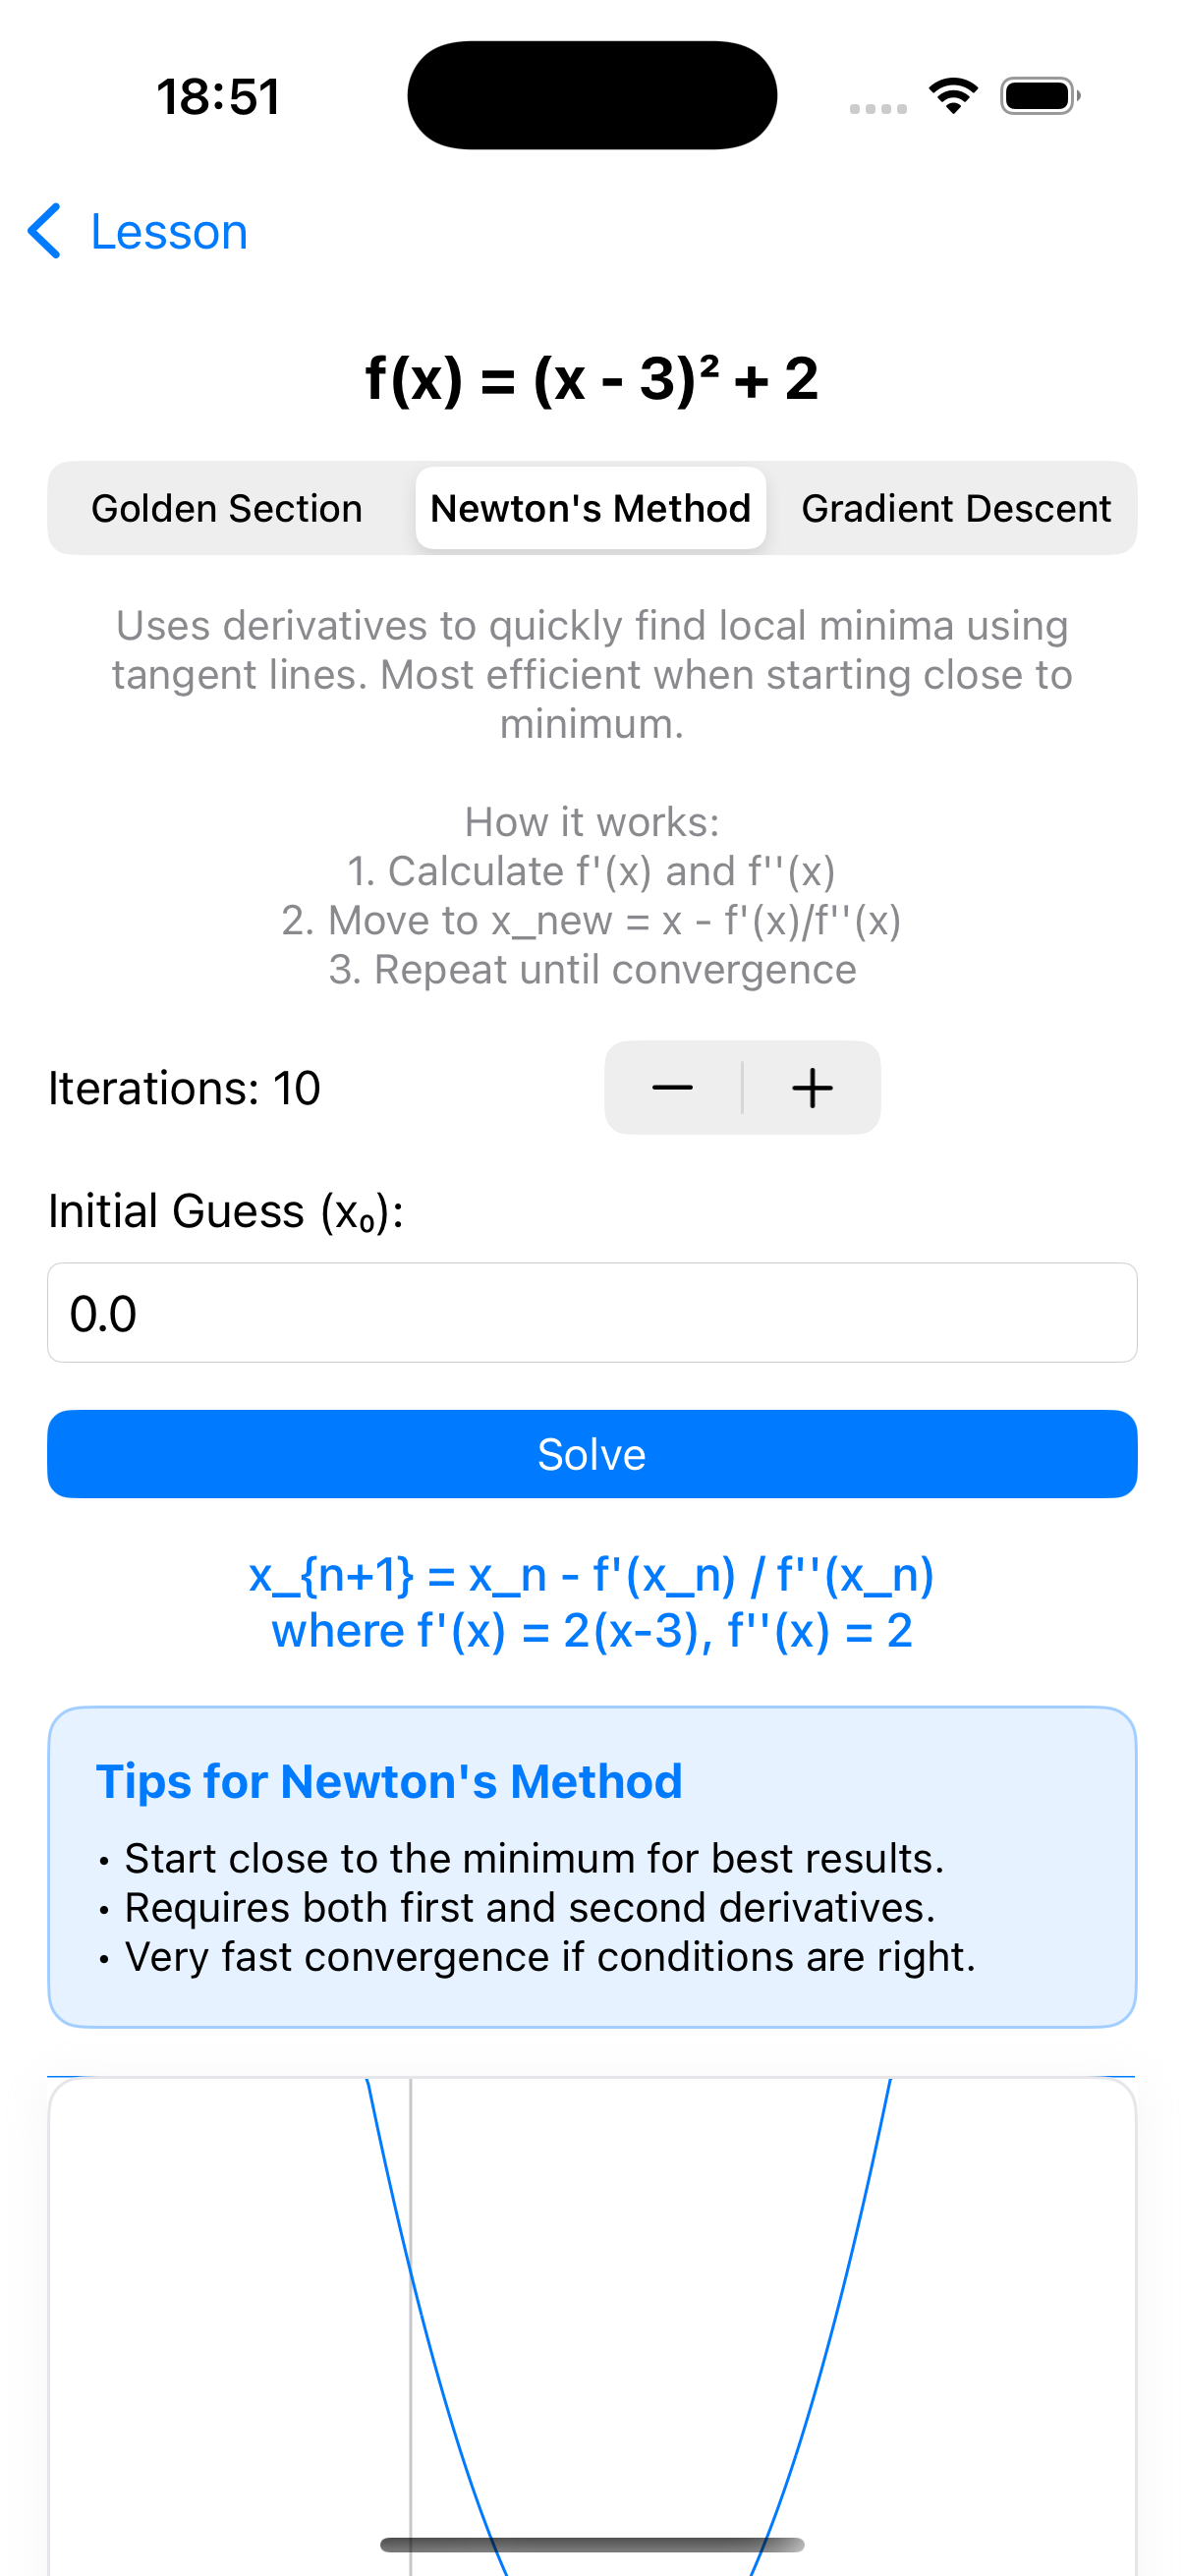 18:51
Lesson
f(x) = (x - 3)² + 2
Golden Section Newton's Method Gradient Descent
Uses derivatives to quickly find local minima using
tangent lines. Most efficient when starting close to
minimum.
How it works:
1. Calculate f'(x) and f''(x)
2. Move to x_new = x - f'(x)/f''(x)
3. Repeat until convergence
Iterations: 10 — +
Initial Guess (x₀):
0.0
Solve
x_{n+1} = x_n - f'(x_n) / f''(x_n)
where f'(x) = 2(x-3), f''(x) = 2
Tips for Newton's Method
• Start close to the minimum for best results.
• Requires both first and second derivatives.
• Very fast convergence if conditions are right.